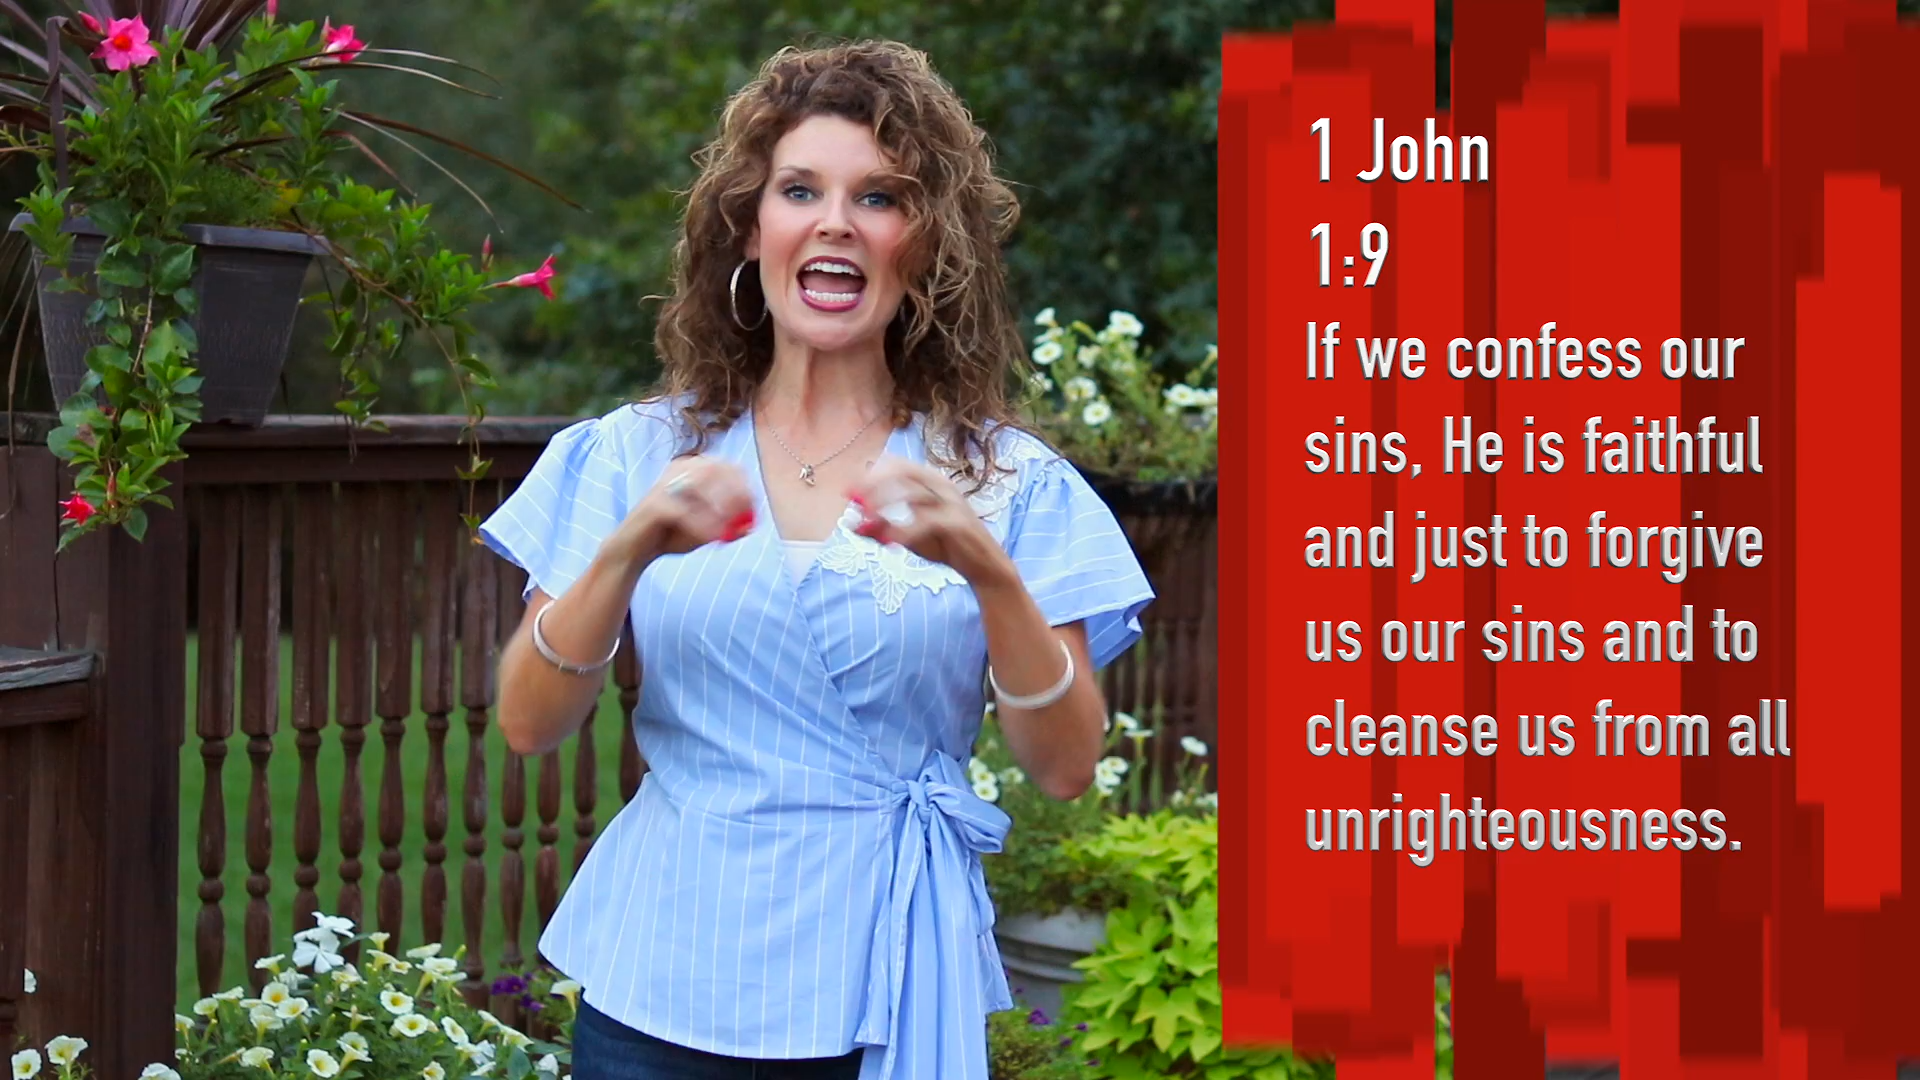 1 John
1:9
If we confess our
sins, He is faithful
and just to forgive
us our sins and to
cleanse us from all
unrighteousness.